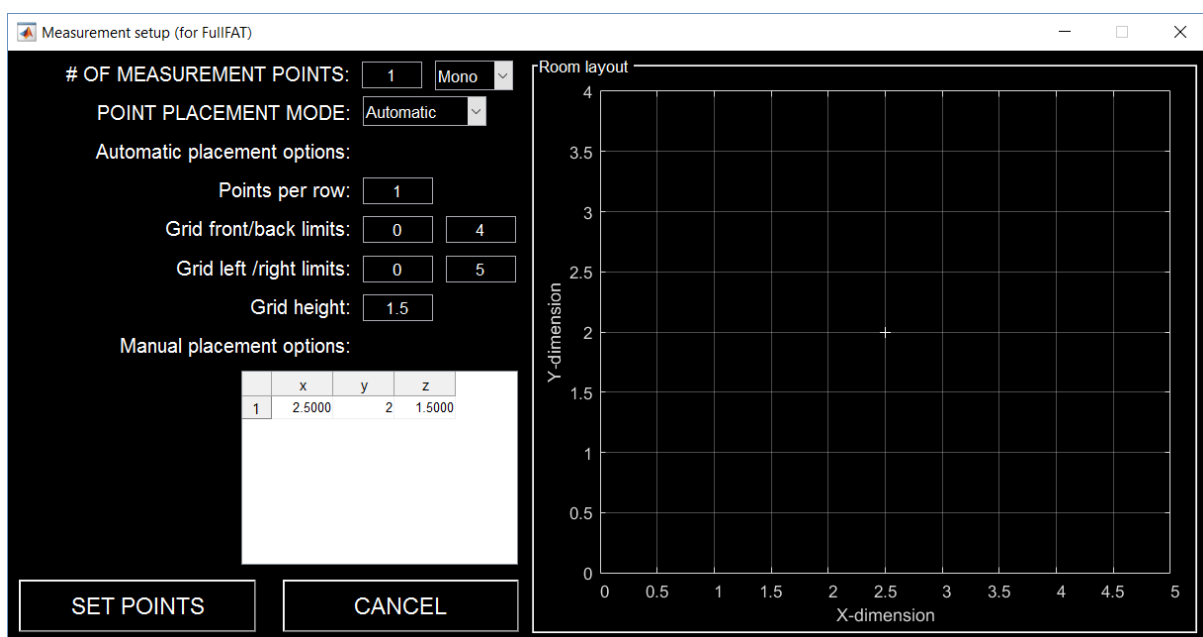 Measurement setup (for FullFAT)
# OF MEASUREMENT POINTS: 1 Mono
POINT PLACEMENT MODE: Automatic
Automatic placement options:
Points per row: 1
Grid front/back limits: 0 4
Grid left /right limits: 0 5
Grid height: 1.5
Manual placement options:
x y z
1 2.5000 2 1.5000
SET POINTS CANCEL
Room layout
4
3.5
3
2.5
2
1.5
1
0.5
0
Y-dimension
0 0.5 1 1.5 2 2.5 3 3.5 4 4.5 5
X-dimension